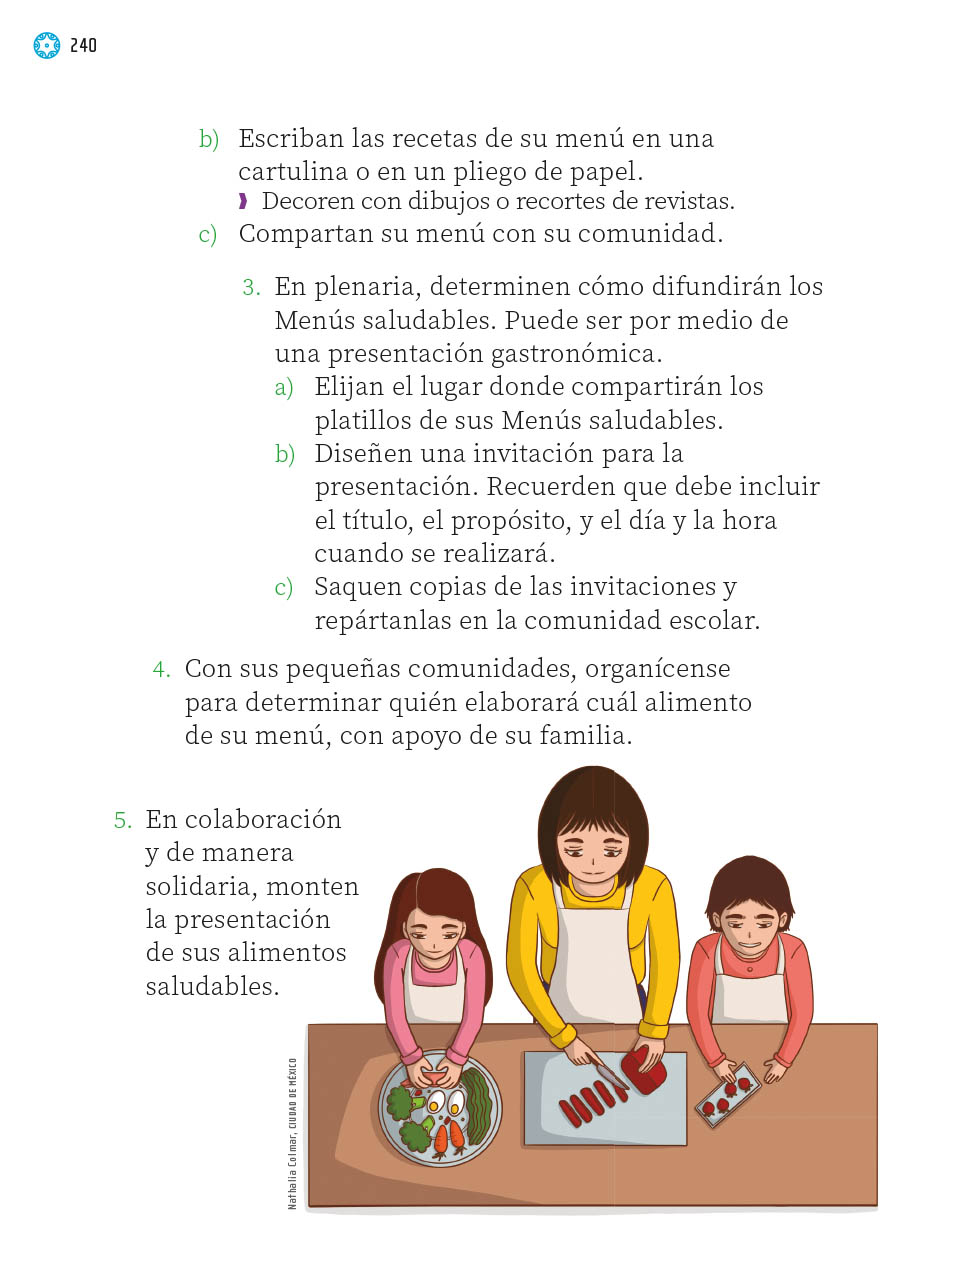 240
b) Escriban las recetas de su menú en una
cartulina o en un pliego de papel.
Decoren con dibujos o recortes de revistas.
c) Compartan su menú con su comunidad.
3. En plenaria, determinen cómo difundirán los
Menús saludables. Puede ser por medio de
una presentación gastronómica.
a) Elijan el lugar donde compartirán los
platillos de sus Menús saludables.
b) Diseñen una invitación para la
presentación. Recuerden que debe incluir
el título, el propósito, y el día y la hora
cuando se realizará.
c) Saquen copias de las invitaciones y
repártanlas en la comunidad escolar.
4. Con sus pequeñas comunidades, organícense
para determinar quién elaborará cuál alimento
de su menú, con apoyo de su familia.
5. En colaboración
y de manera
solidaria, monten
la presentación
de sus alimentos
saludables.
Nathalia Colmar, CIUDAD DE MÉXICO